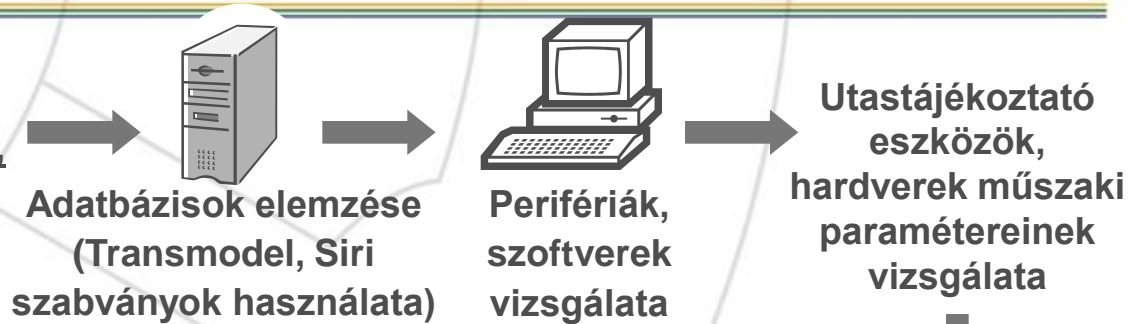 Adatbázisok elemzése
(Transmodel, Siri
szabványok használata)
Perifériák,
szoftverek
vizsgálata
Utastájékoztató
eszközök,
hardverek műszaki
paramétereinek
vizsgálata